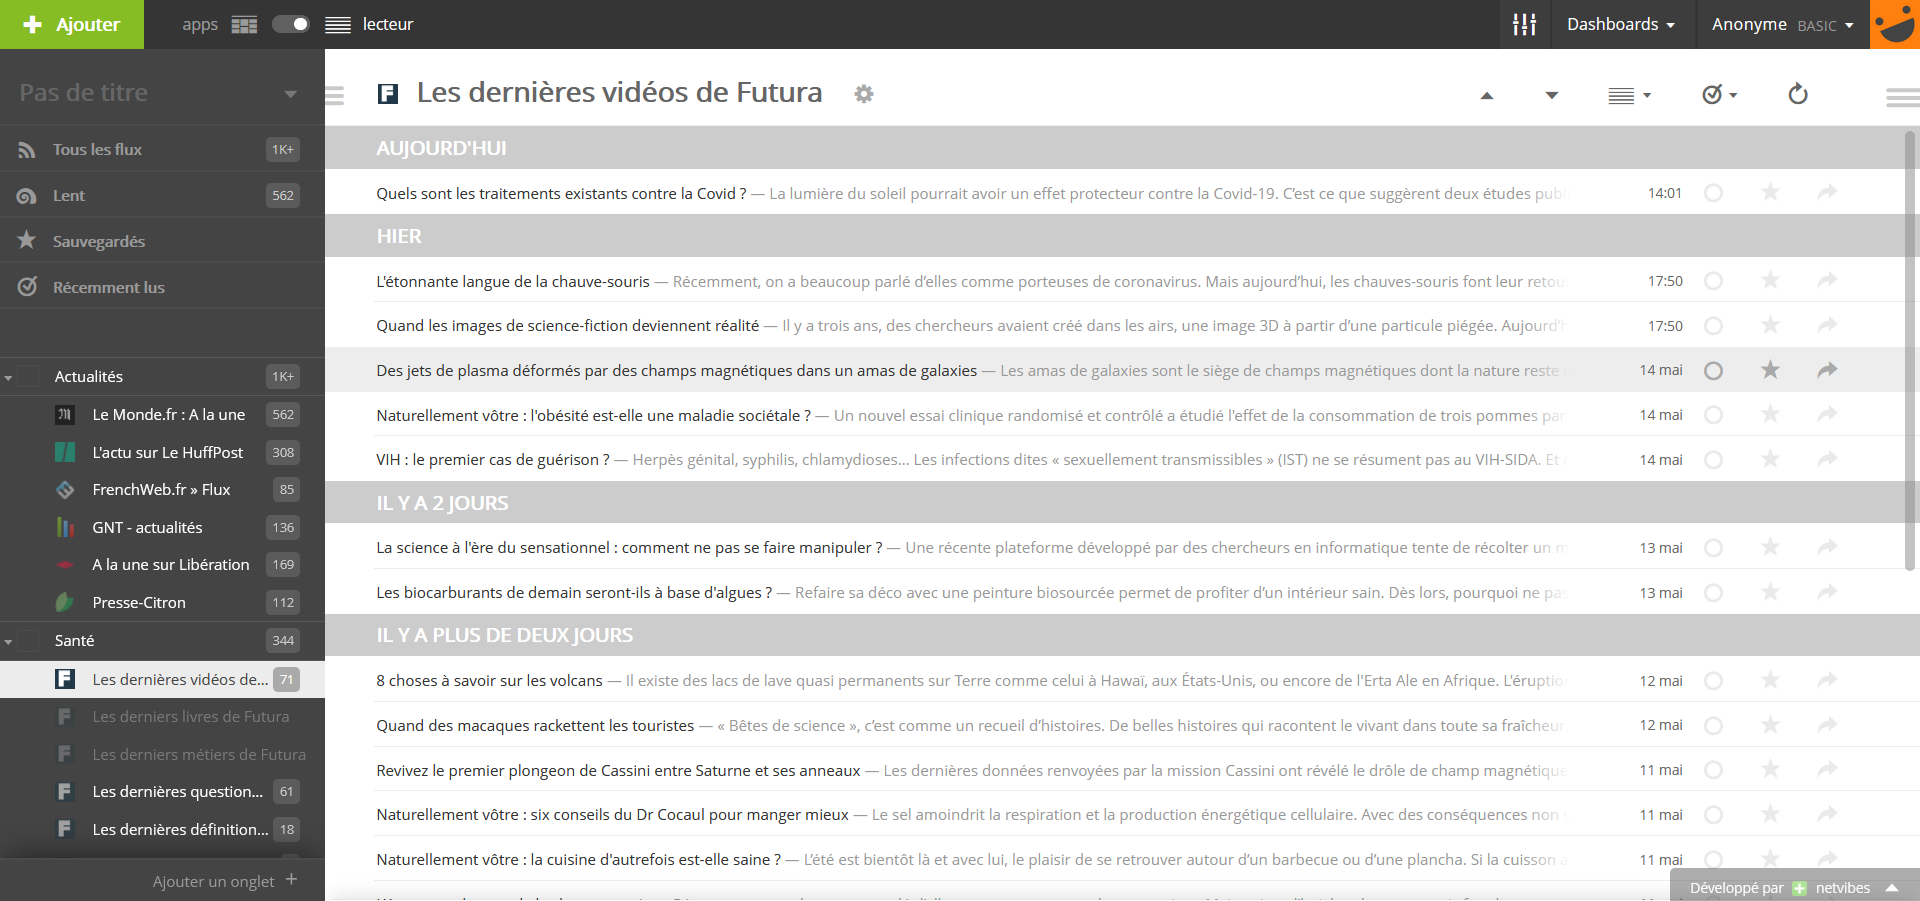 Ajouter apps lecteur Dashboards Anonyme BASIC
Pas de titre
Tous les flux 1K+
Lent 562
Sauvegardés
Récemment lus
Actualités 1K+
Le Monde.fr : A la une 562
L'actu sur Le HuffPost 308
FrenchWeb.fr » Flux 85
GNT - actualités 136
A la une sur Libération 169
Presse-Citron 112
Santé 344
Les dernières vidéos de... 71
Les derniers livres de Futura
Les derniers métiers de Futura
Les dernières question... 61
Les dernières définition... 18
Ajouter un onglet +
Les dernières vidéos de Futura
AUJOURD'HUI
Quels sont les traitements existants contre la Covid ? — La lumière du soleil pourrait avoir un effet protecteur contre la Covid-19. C'est ce que suggèrent deux études publ 14:01
HIER
L'étonnante langue de la chauve-souris — Récemment, on a beaucoup parlé d'elles comme porteuses de coronavirus. Mais aujourd'hui, les chauves-souris font leur retou 17:50
Quand les images de science-fiction deviennent réalité — Il y a trois ans, des chercheurs avaient créé dans les airs, une image 3D à partir d'une particule piégée. Aujourd'h 17:50
Des jets de plasma déformés par des champs magnétiques dans un amas de galaxies — Les amas de galaxies sont le siège de champs magnétiques dont la nature reste 14 mai
Naturellement vôtre : l'obésité est-elle une maladie sociétale ? — Un nouvel essai clinique randomisé et contrôlé a étudié l'effet de la consommation de trois pommes par 14 mai
VIH : le premier cas de guérison ? — Herpès génital, syphilis, chlamydioses... Les infections dites « sexuellement transmissibles » (IST) ne se résument pas au VIH-SIDA. Et 14 mai
IL Y A 2 JOURS
La science à l'ère du sensationnel : comment ne pas se faire manipuler ? — Une récente plateforme développé par des chercheurs en informatique tente de récolter un m 13 mai
Les biocarburants de demain seront-ils à base d'algues ? — Refaire sa déco avec une peinture biosourcée permet de profiter d'un intérieur sain. Dès lors, pourquoi ne pas 13 mai
IL Y A PLUS DE DEUX JOURS
8 choses à savoir sur les volcans — Il existe des lacs de lave quasi permanents sur Terre comme celui à Hawaï, aux États-Unis, ou encore de l'Erta Ale en Afrique. L'éruptio 12 mai
Quand des macaques rackettent les touristes — « Bêtes de science », c'est comme un recueil d'histoires. De belles histoires qui racontent le vivant dans toute sa fraîcheur 12 mai
Revivez le premier plongeon de Cassini entre Saturne et ses anneaux — Les dernières données renvoyées par la mission Cassini ont révélé le drôle de champ magnétique 11 mai
Naturellement vôtre : six conseils du Dr Cocaul pour manger mieux — Le sel amoindrit la respiration et la production énergétique cellulaire. Avec des conséquences non 11 mai
Naturellement vôtre : la cuisine d'autrefois est-elle saine ? — L'été est bientôt là et avec lui, le plaisir de se retrouver autour d'un barbecue ou d'une plancha. Si la cuisson a 11 mai
Développé par netvibes